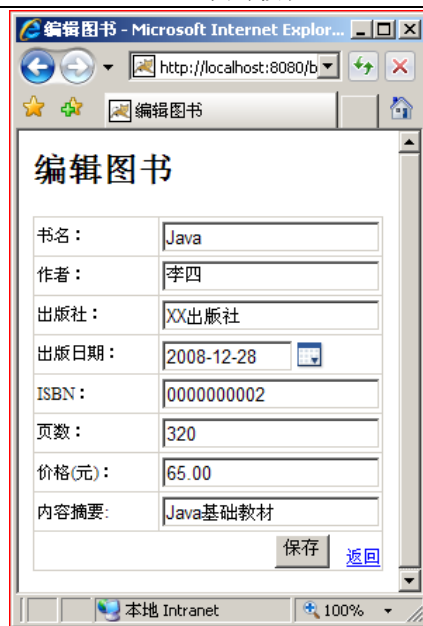 编辑图书 - Microsoft Internet Explor...
http://localhost:8080/b
编辑图书
编辑图书
书名： Java
作者： 李四
出版社： XX出版社
出版日期： 2008-12-28
ISBN： 0000000002
页数： 320
价格(元)： 65.00
内容摘要: Java基础教材
保存 返回
本地 Intranet 100%